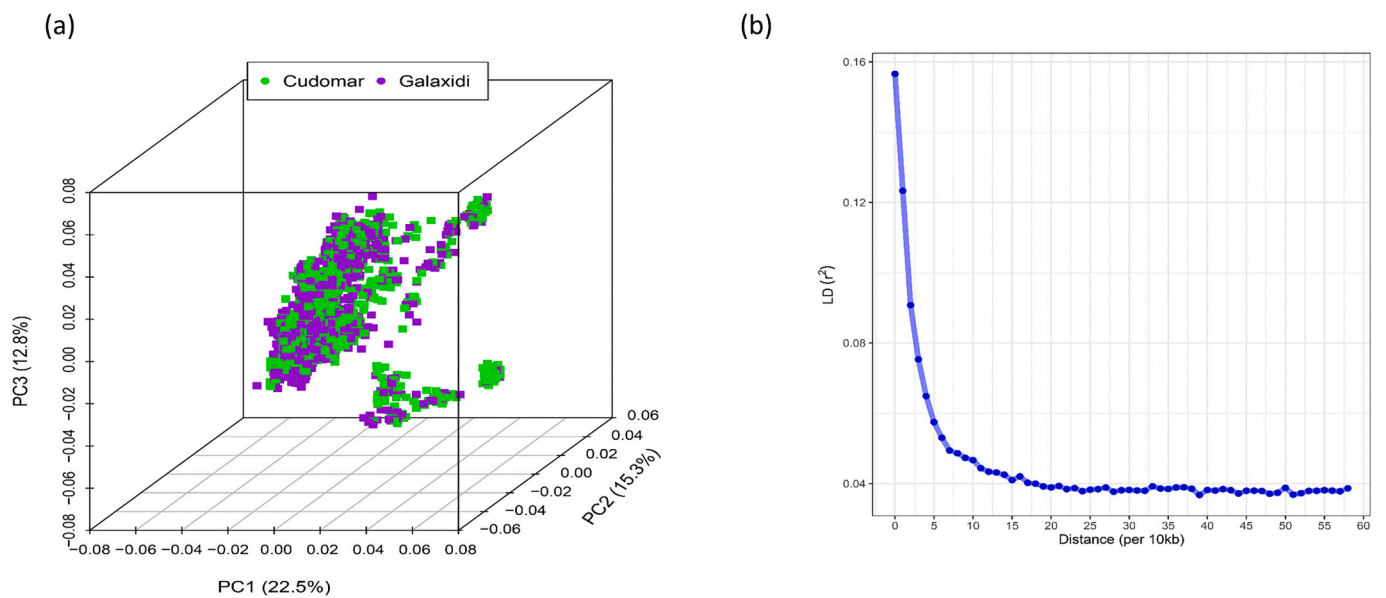 (a)
Cudomar Galaxidi
PC3 (12.8%)
0.08
0.06
0.04
0.02
0.00
−0.02
−0.04
−0.06
−0.08
−0.08 −0.06 −0.04 −0.02 0.00 0.02 0.04 0.06 0.08
PC1 (22.5%)
0.06
0.04
0.02
0.00
−0.02
−0.04
−0.06
PC2 (15.3%)
(b)
LD (r²)
0.16
0.12
0.08
0.04
0 5 10 15 20 25 30 35 40 45 50 55 60
Distance (per 10kb)